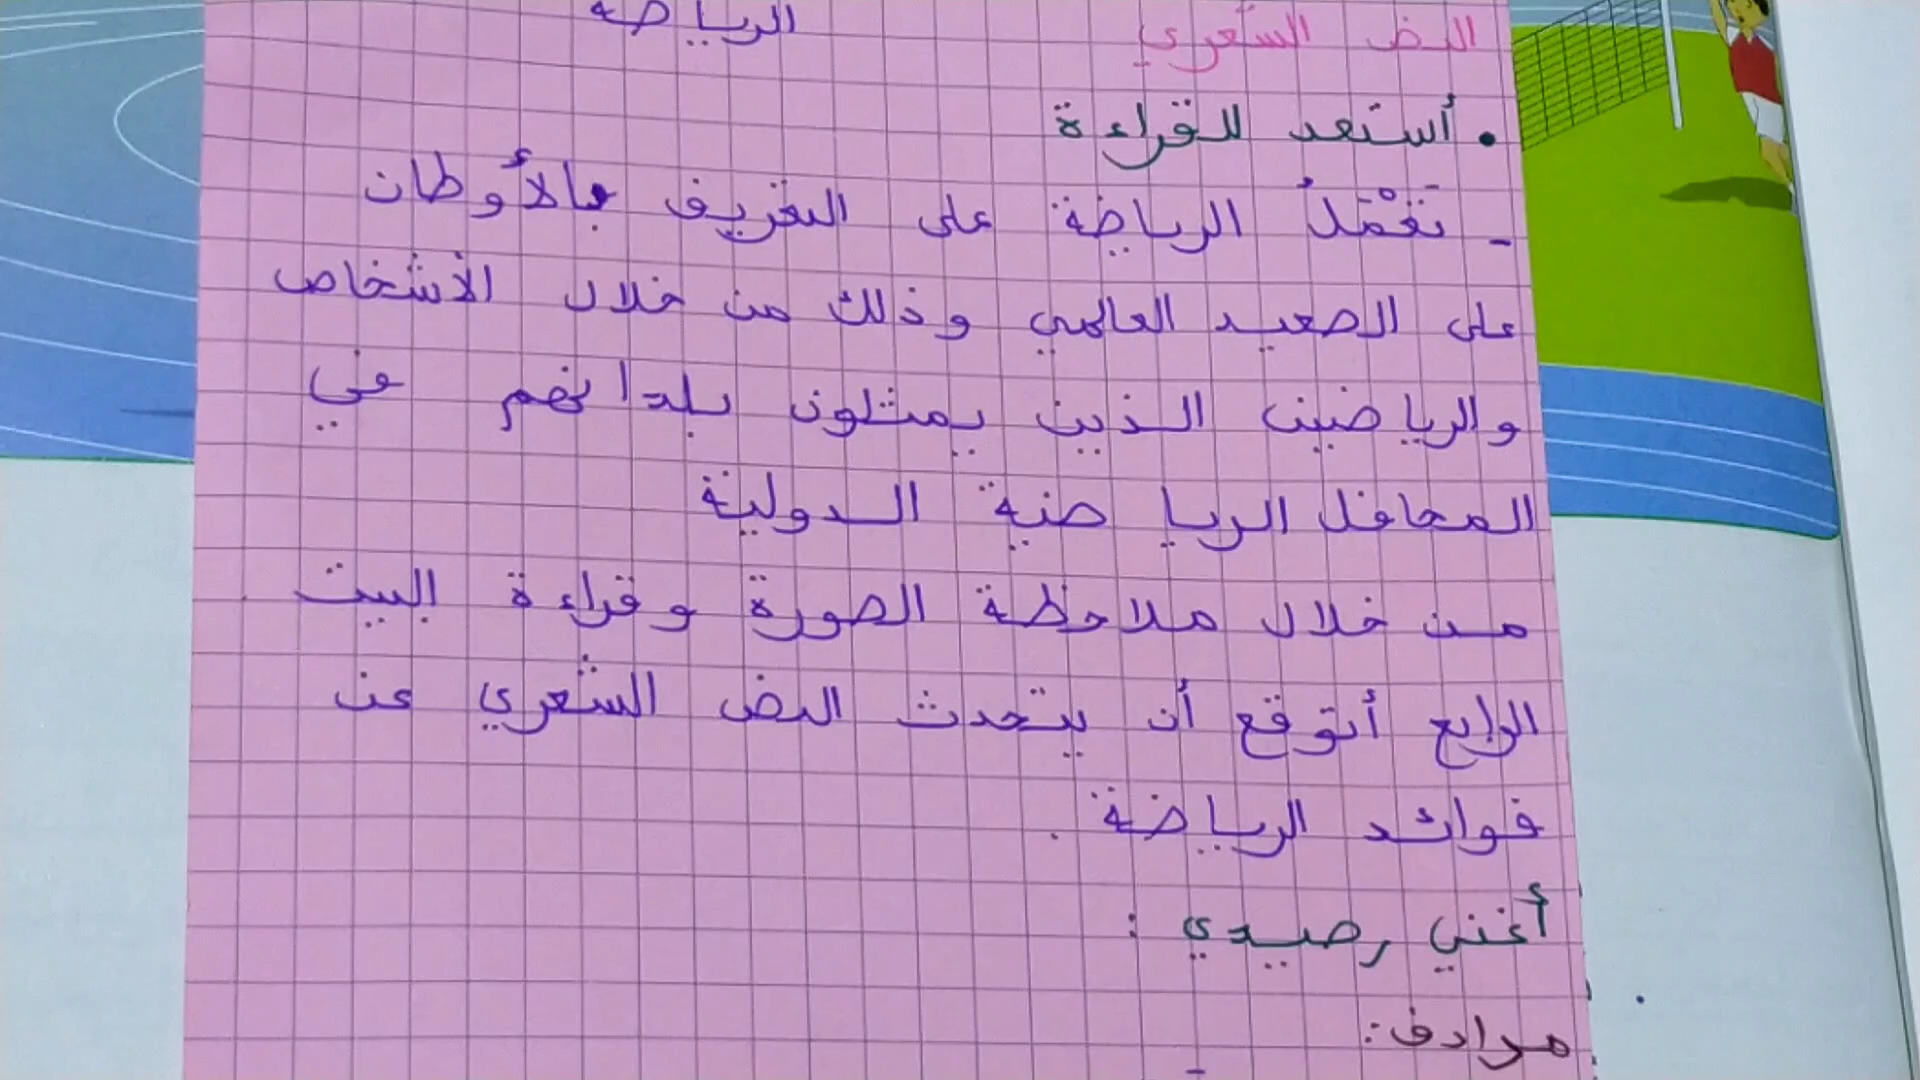 النص الشعري الرياضة
• أستعد للقراءة
- تَعْمَلُ الرياضة على التعريف بالأوطان
على الصعيد العالمي وذلك من خلال الأشخاص
والرياضيين الذين يمثلون بلدانهم في
المحافل الرياضية الدولية
من خلال ملاحظة الصورة وقراءة البيت
الرابع أتوقع أن يتحدث النص الشعري عن
فوائد الرياضة.
أغني رصيدي :
مرادف: